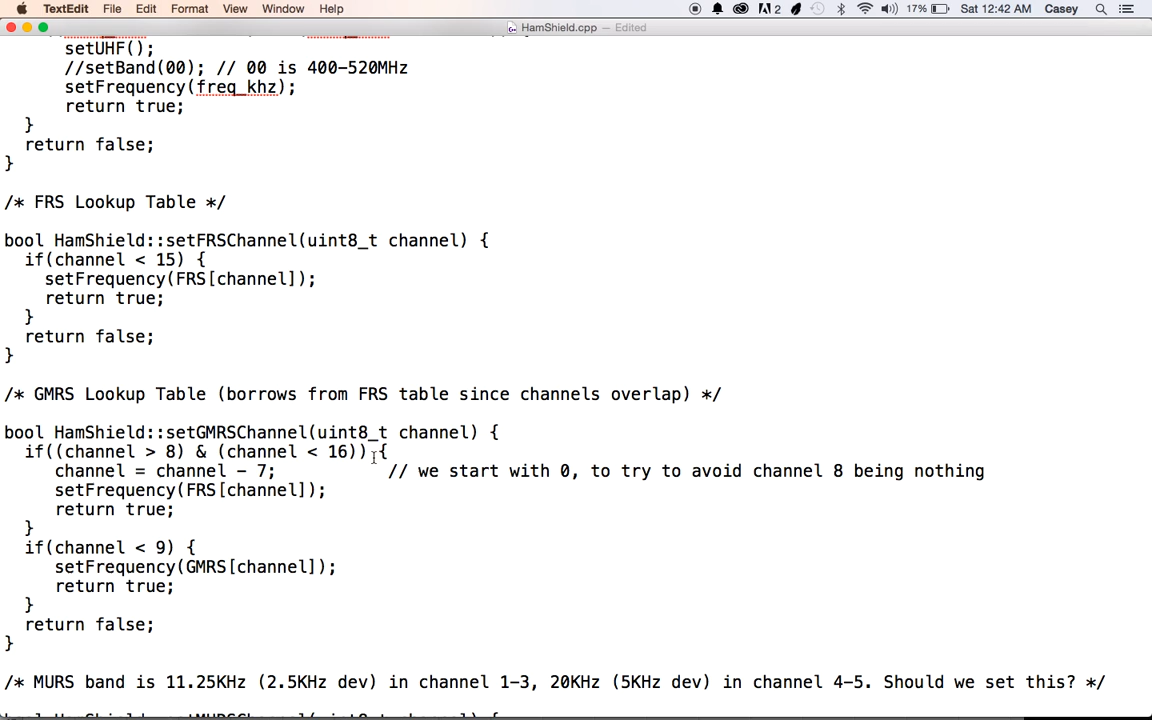 TextEdit File Edit Format View Window Help 2 17% Sat 12:42 AM Casey
HamShield.cpp — Edited
setUHF();
//setBand(00); // 00 is 400-520MHz
setFrequency(freq_khz);
return true;
}
return false;
}
/* FRS Lookup Table */
bool HamShield::setFRSChannel(uint8_t channel) {
if(channel < 15) {
setFrequency(FRS[channel]);
return true;
}
return false;
}
/* GMRS Lookup Table (borrows from FRS table since channels overlap) */
bool HamShield::setGMRSChannel(uint8_t channel) {
if((channel > 8) & (channel < 16)) {
channel = channel - 7; // we start with 0, to try to avoid channel 8 being nothing
setFrequency(FRS[channel]);
return true;
}
if(channel < 9) {
setFrequency(GMRS[channel]);
return true;
}
return false;
}
/* MURS band is 11.25KHz (2.5KHz dev) in channel 1-3, 20KHz (5KHz dev) in channel 4-5. Should we set this? */
bool HamShield::setMURSChannel(uint8_t channel) {